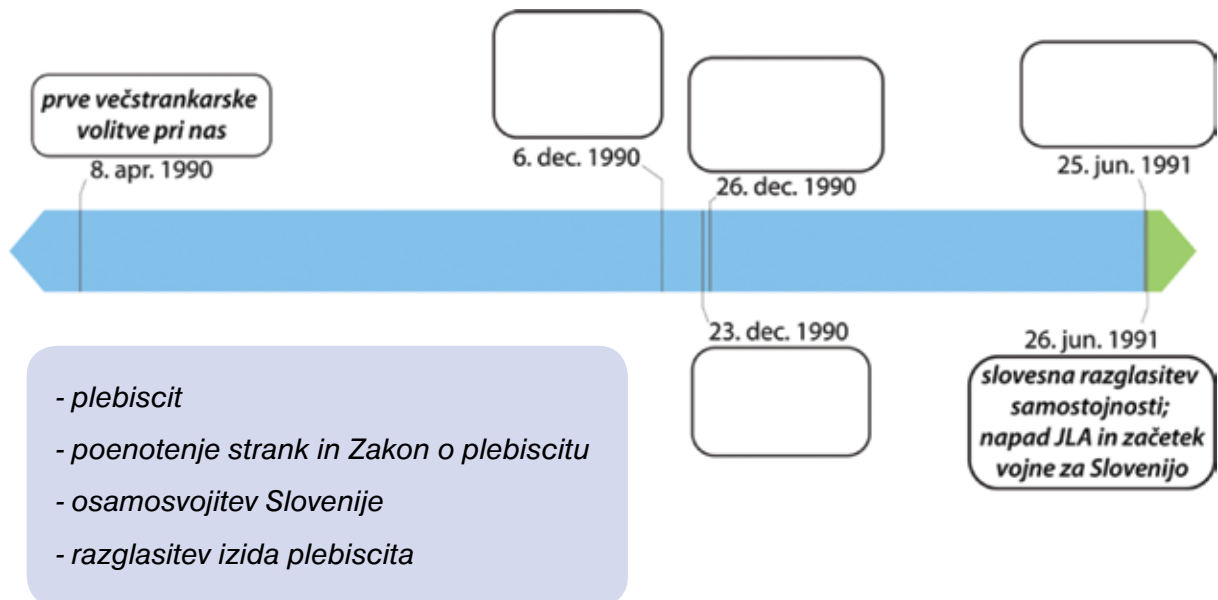 prve večstrankarske
volitve pri nas
8. apr. 1990
6. dec. 1990
26. dec. 1990
25. jun. 1991
23. dec. 1990
26. jun. 1991
slovesna razglasitev
samostojnosti;
napad JLA in začetek
vojne za Slovenijo
- plebiscit
- poenotenje strank in Zakon o plebiscitu
- osamosvojitev Slovenije
- razglasitev izida plebiscita